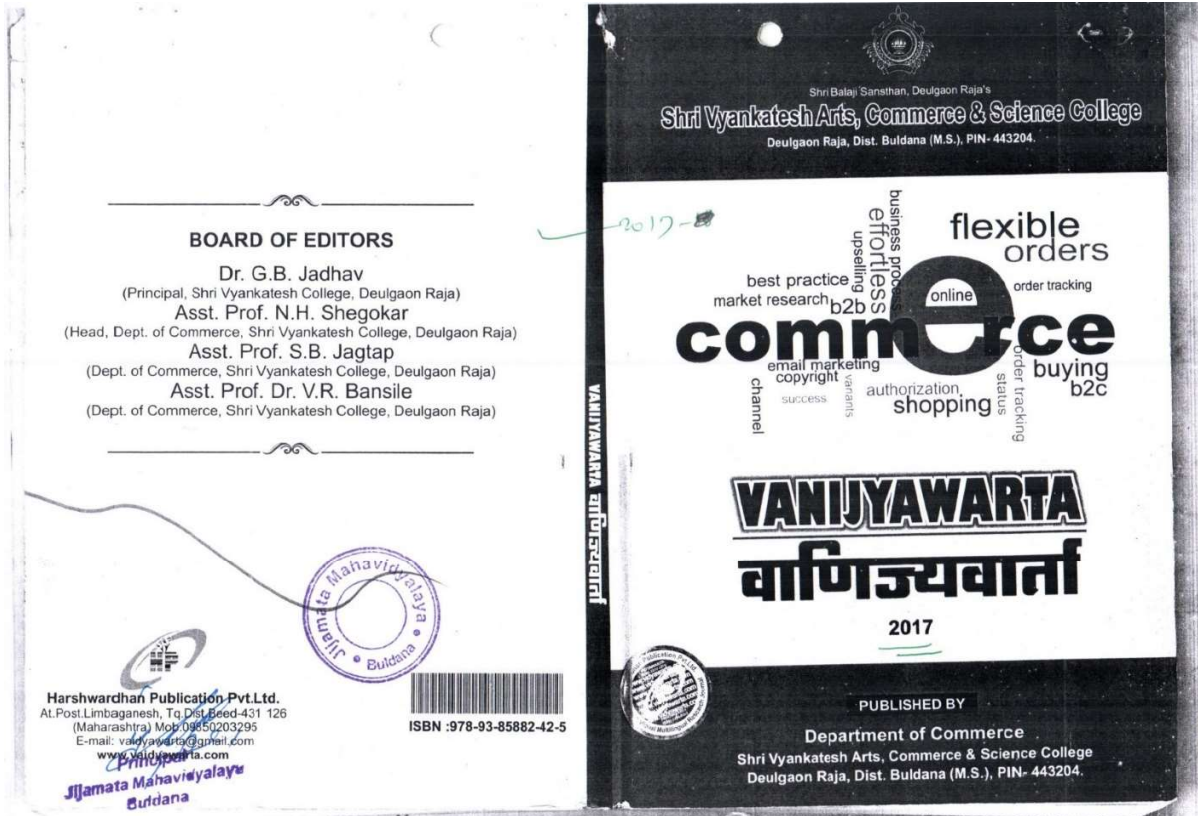 BOARD OF EDITORS
Dr. G.B. Jadhav
(Principal, Shri Vyankatesh College, Deulgaon Raja)
Asst. Prof. N.H. Shegokar
(Head, Dept. of Commerce, Shri Vyankatesh College, Deulgaon Raja)
Asst. Prof. S.B. Jagtap
(Dept. of Commerce, Shri Vyankatesh College, Deulgaon Raja)
Asst. Prof. Dr. V.R. Bansile
(Dept. of Commerce, Shri Vyankatesh College, Deulgaon Raja)
Jijamata Mahavidyalaya
Buldana
Harshwardhan Publication Pvt.Ltd.
At.Post.Limbaganesh, Tq.Dist.Beed-431 126
(Maharashtra) Mob.09850203295
E-mail: vaidyawarta@gmail.com
www.vaidyawarta.com
Principal
Jijamata Mahavidyalaya
Buldana
ISBN :978-93-85882-42-5
VANIJYAWARTA वाणिज्यवार्ता
Shri Balaji Sansthan, Deulgaon Raja's
Shri Vyankatesh Arts, Commerce & Science College
Deulgaon Raja, Dist. Buldana (M.S.), PIN- 443204.
2017-
business process
effortless
upselling
flexible
orders
best practice
market research
b2b
online
order tracking
commerce
email marketing
copyright
success
variants
channel
authorization
shopping
status
order tracking
buying
b2c
VANIJYAWARTA
वाणिज्यवार्ता
2017
PUBLISHED BY
Department of Commerce
Shri Vyankatesh Arts, Commerce & Science College
Deulgaon Raja, Dist. Buldana (M.S.), PIN- 443204.